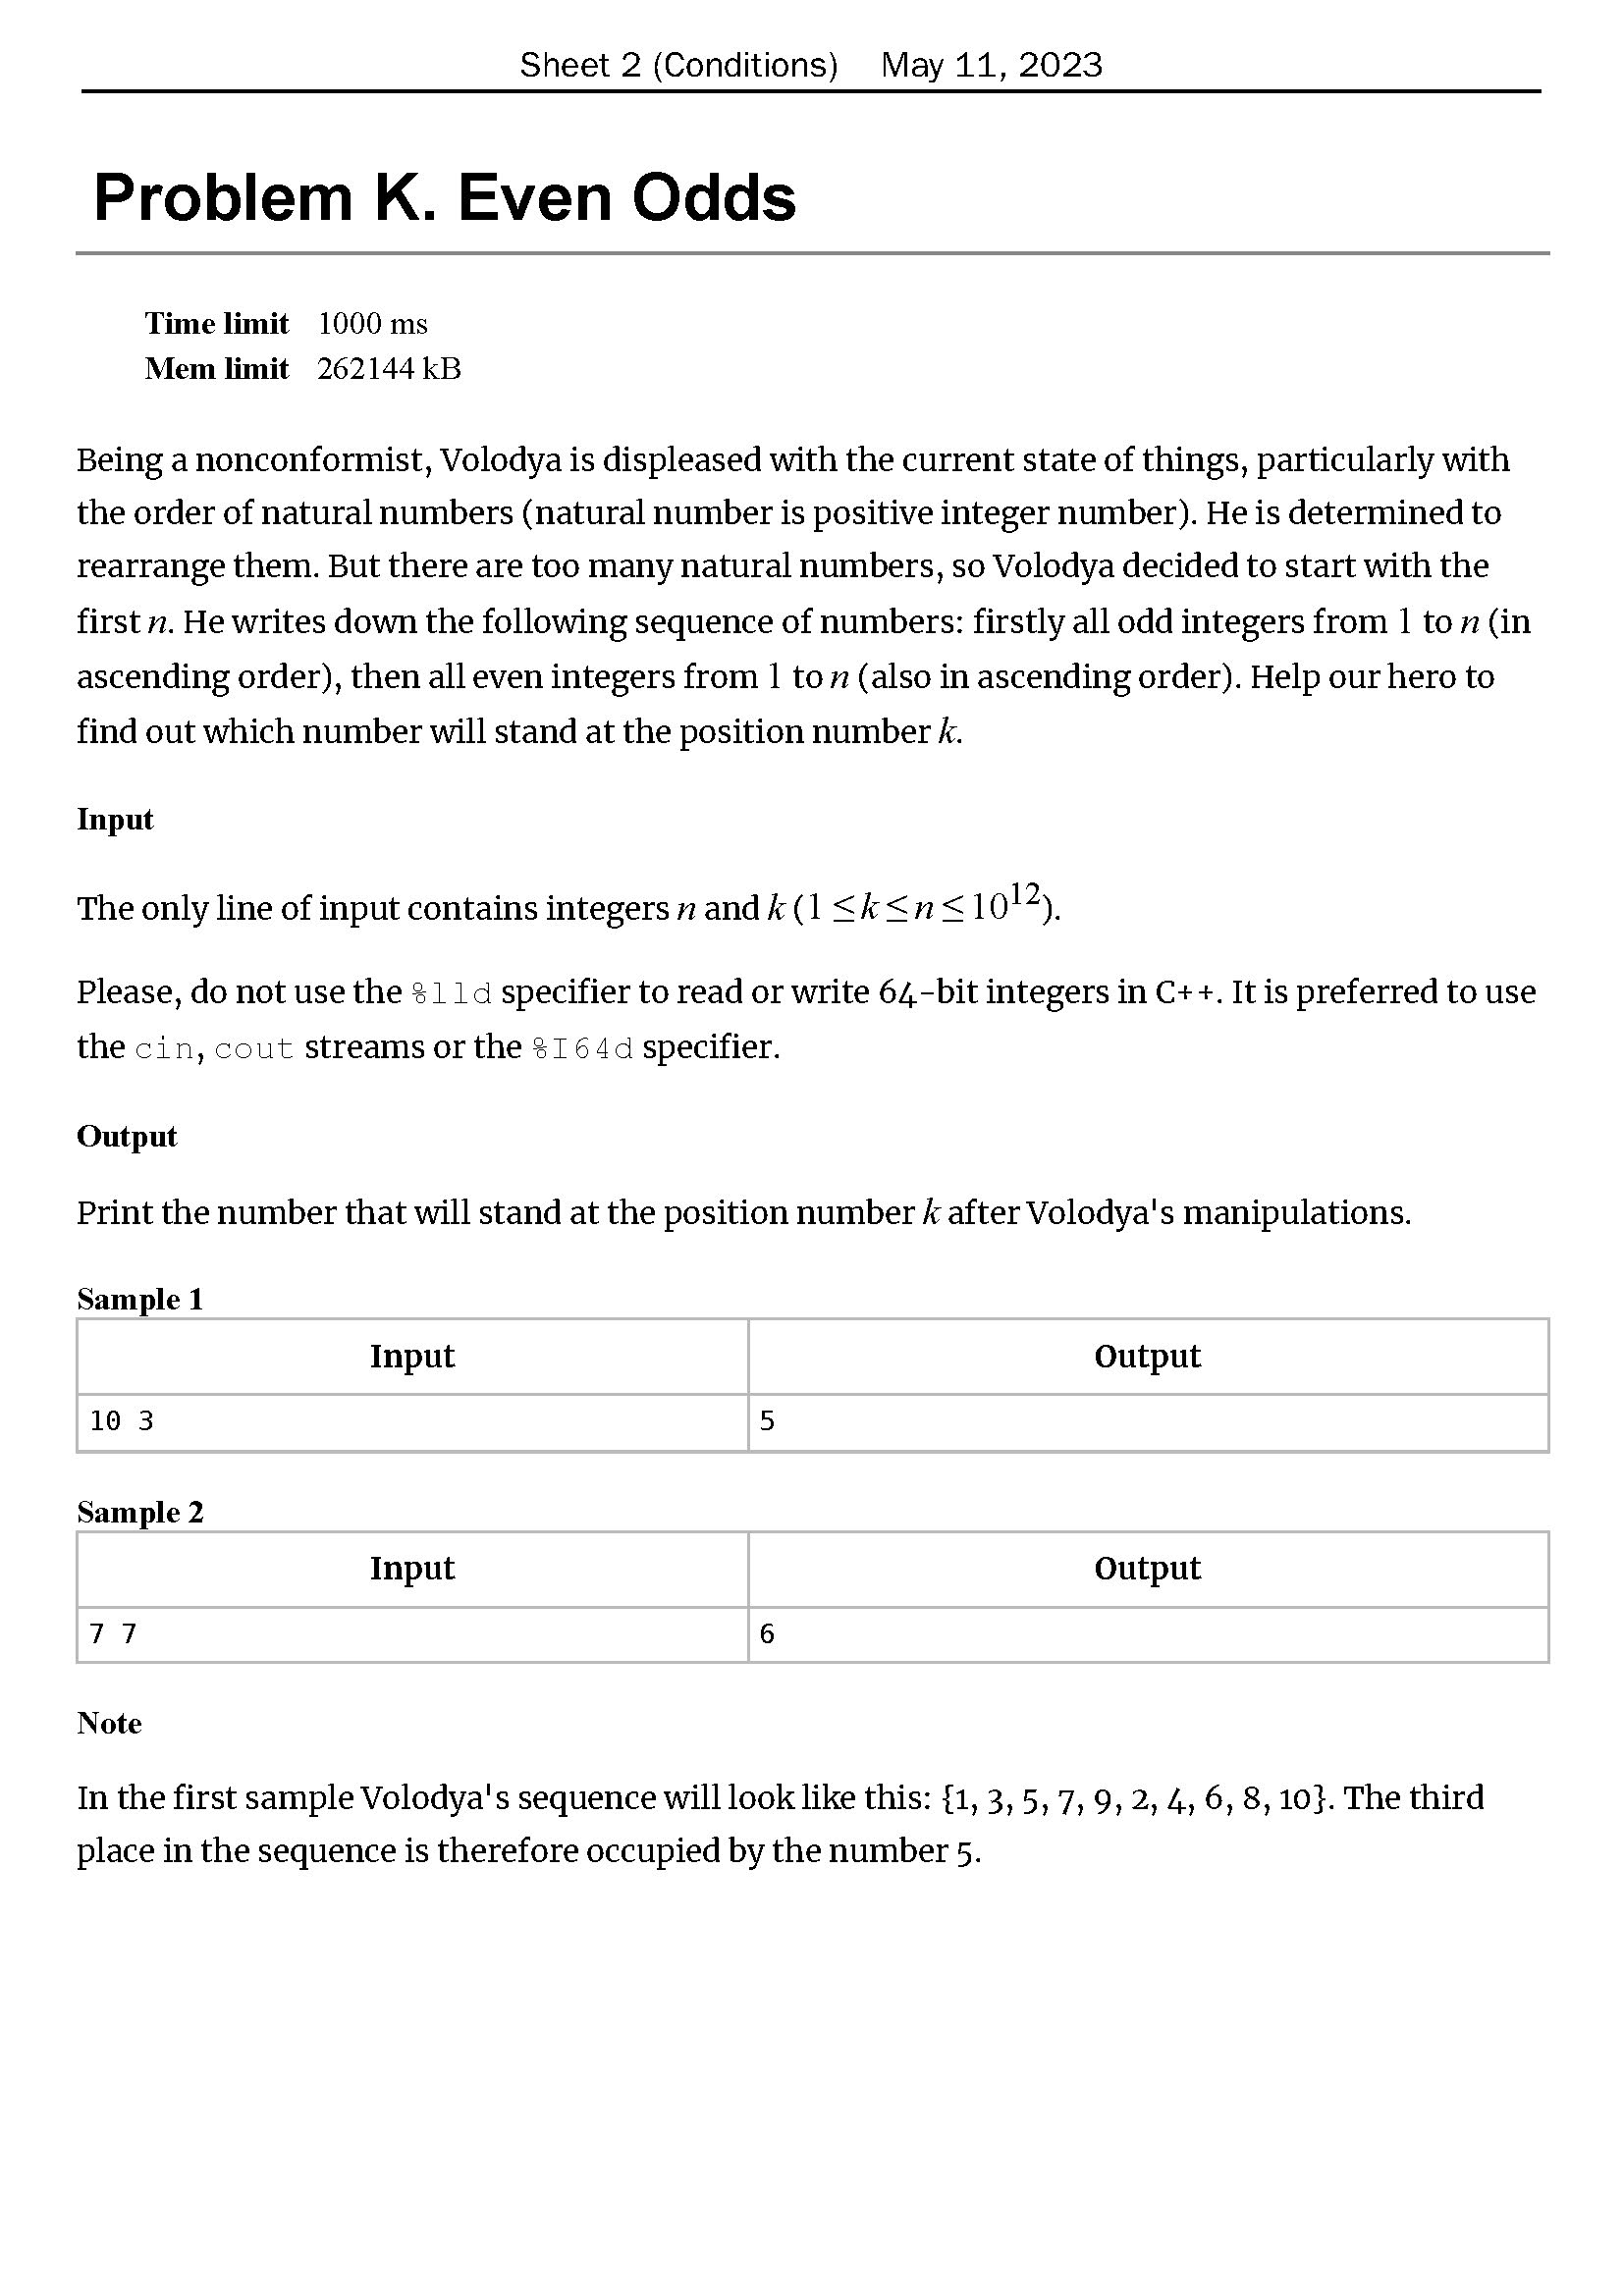 Sheet 2 (Conditions) May 11, 2023
Problem K. Even Odds
Time limit 1000 ms
Mem limit 262144 kB
Being a nonconformist, Volodya is displeased with the current state of things, particularly with
the order of natural numbers (natural number is positive integer number). He is determined to
rearrange them. But there are too many natural numbers, so Volodya decided to start with the
first n. He writes down the following sequence of numbers: firstly all odd integers from 1 to n (in
ascending order), then all even integers from 1 to n (also in ascending order). Help our hero to
find out which number will stand at the position number k.
Input
The only line of input contains integers n and k (1 ≤ k ≤ n ≤ 10^12).
Please, do not use the %lld specifier to read or write 64-bit integers in C++. It is preferred to use
the cin, cout streams or the %I64d specifier.
Output
Print the number that will stand at the position number k after Volodya's manipulations.
Sample 1
Input Output
10 3 5
Sample 2
Input Output
7 7 6
Note
In the first sample Volodya's sequence will look like this: {1, 3, 5, 7, 9, 2, 4, 6, 8, 10}. The third
place in the sequence is therefore occupied by the number 5.